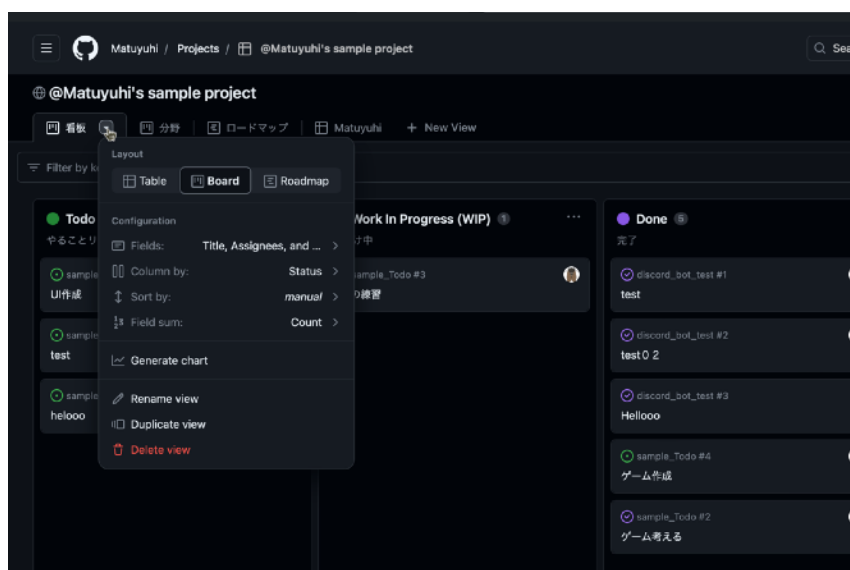 Matuyuhi / Projects / @Matuyuhi's sample project
Sea
@Matuyuhi's sample project
看板
分野
ロードマップ
Matuyuhi
+ New View
Filter by k
Layout
Table
Board
Roadmap
Configuration
Fields: Title, Assignees, and ...
Column by: Status
Sort by: manual
Field sum: Count
Generate chart
Rename view
Duplicate view
Delete view
Todo
やることリ
sample
UI作成
sample
test
sample
helooo
Work In Progress (WIP) 1
け中
sample_Todo #3
の練習
Done 5
完了
discord_bot_test #1
test
discord_bot_test #2
test0 2
discord_bot_test #3
Hellooo
sample_Todo #4
ゲーム作成
sample_Todo #2
ゲーム考える